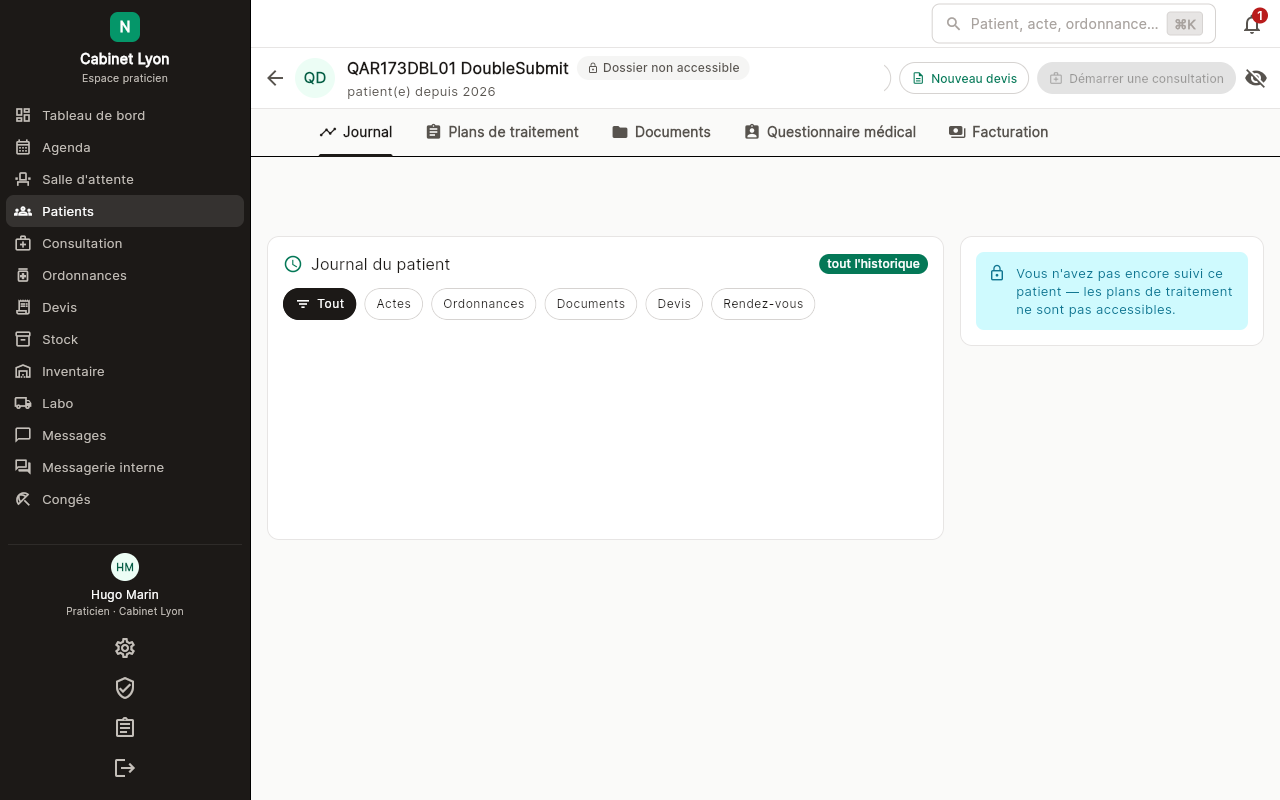 N
Cabinet Lyon
Espace praticien
Tableau de bord
Agenda
Salle d'attente
Patients
Consultation
Ordonnances
Devis
Stock
Inventaire
Labo
Messages
Messagerie interne
Congés
HM
Hugo Marin
Praticien · Cabinet Lyon
Patient, acte, ordonnance... ⌘K
1
QD
QAR173DBL01 DoubleSubmit
Dossier non accessible
patient(e) depuis 2026
Nouveau devis
Démarrer une consultation
Journal
Plans de traitement
Documents
Questionnaire médical
Facturation
Journal du patient
tout l'historique
Tout
Actes
Ordonnances
Documents
Devis
Rendez-vous
Vous n'avez pas encore suivi ce
patient — les plans de traitement
ne sont pas accessibles.